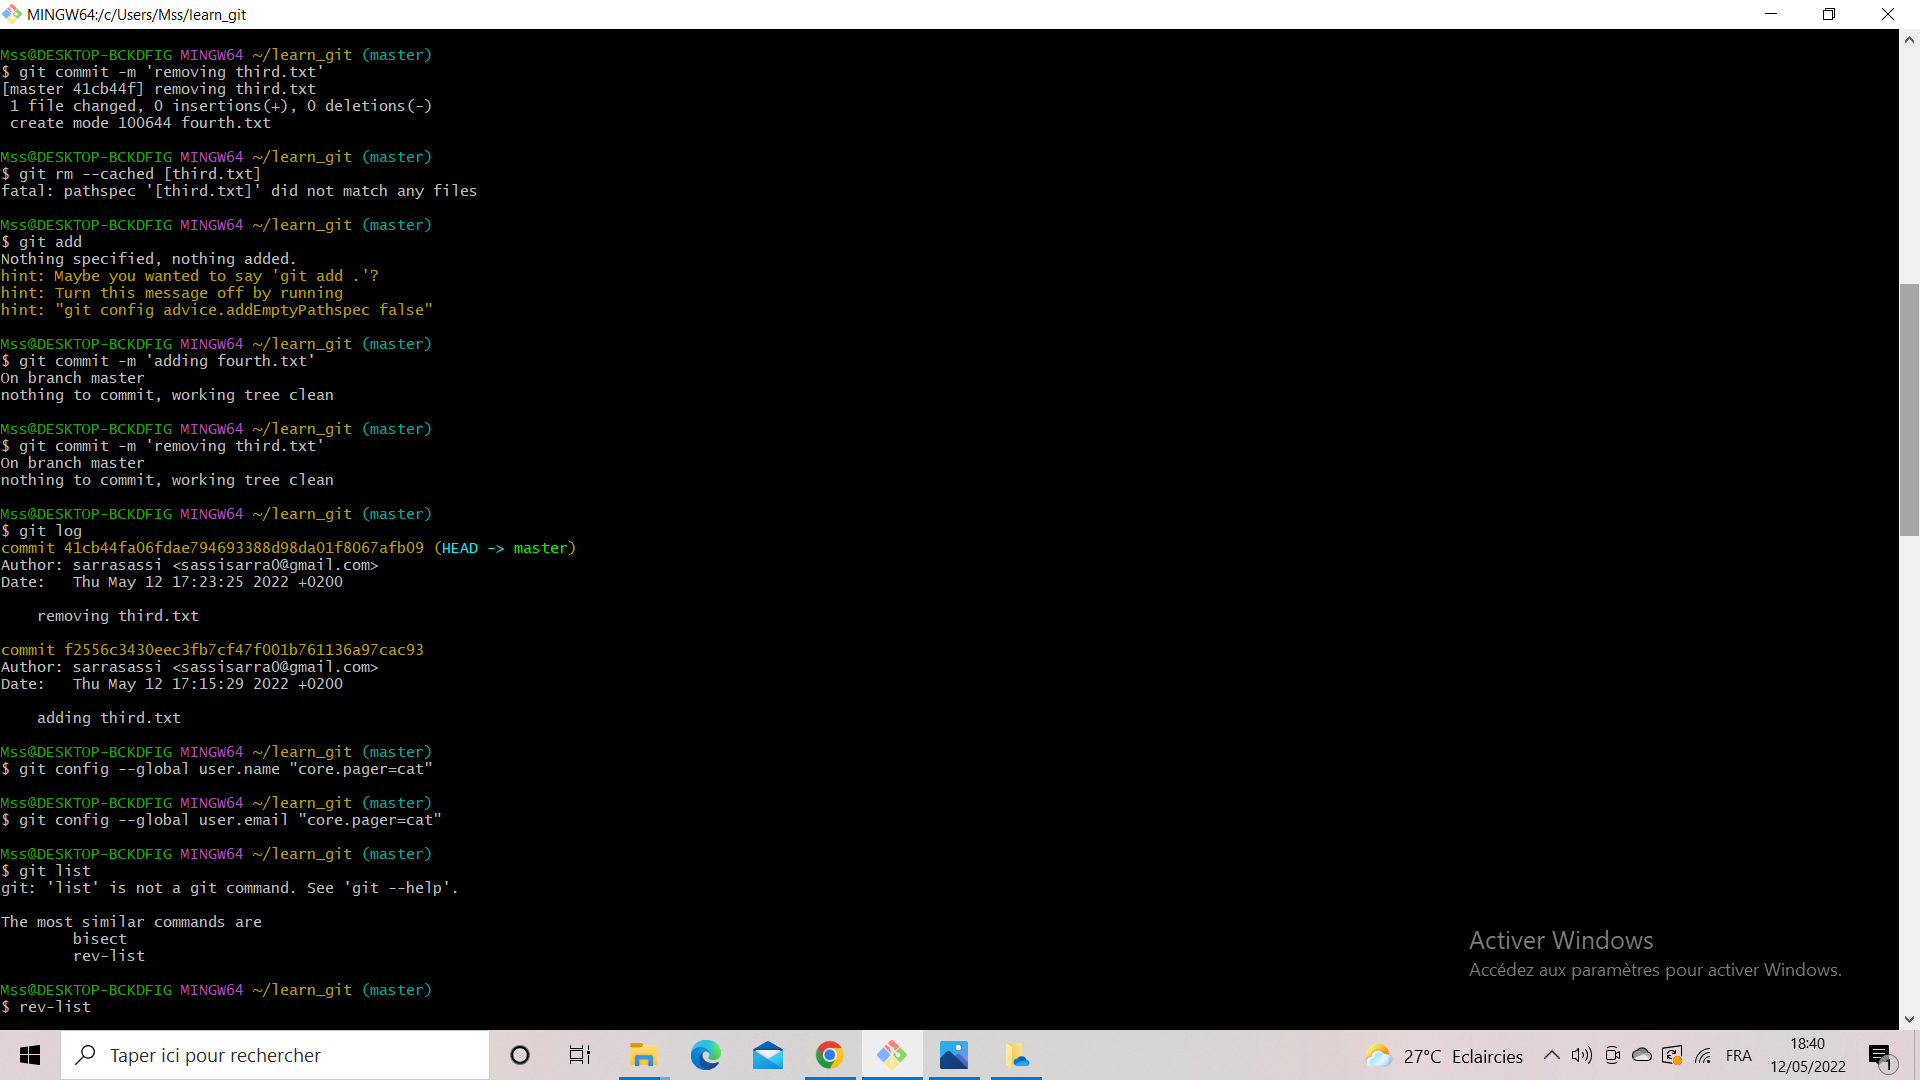 MINGW64:/c/Users/Mss/learn_git
Mss@DESKTOP-BCKDFIG MINGW64 ~/learn_git (master)
$ git commit -m 'removing third.txt'
[master 41cb44f] removing third.txt
 1 file changed, 0 insertions(+), 0 deletions(-)
 create mode 100644 fourth.txt
Mss@DESKTOP-BCKDFIG MINGW64 ~/learn_git (master)
$ git rm --cached [third.txt]
fatal: pathspec '[third.txt]' did not match any files
Mss@DESKTOP-BCKDFIG MINGW64 ~/learn_git (master)
$ git add
Nothing specified, nothing added.
hint: Maybe you wanted to say 'git add .'?
hint: Turn this message off by running
hint: "git config advice.addEmptyPathspec false"
Mss@DESKTOP-BCKDFIG MINGW64 ~/learn_git (master)
$ git commit -m 'adding fourth.txt'
On branch master
nothing to commit, working tree clean
Mss@DESKTOP-BCKDFIG MINGW64 ~/learn_git (master)
$ git commit -m 'removing third.txt'
On branch master
nothing to commit, working tree clean
Mss@DESKTOP-BCKDFIG MINGW64 ~/learn_git (master)
$ git log
commit 41cb44fa06fdae794693388d98da01f8067afb09 (HEAD -> master)
Author: sarrasassi <sassisarra0@gmail.com>
Date:   Thu May 12 17:23:25 2022 +0200
    removing third.txt
commit f2556c3430eec3fb7cf47f001b761136a97cac93
Author: sarrasassi <sassisarra0@gmail.com>
Date:   Thu May 12 17:15:29 2022 +0200
    adding third.txt
Mss@DESKTOP-BCKDFIG MINGW64 ~/learn_git (master)
$ git config --global user.name "core.pager=cat"
Mss@DESKTOP-BCKDFIG MINGW64 ~/learn_git (master)
$ git config --global user.email "core.pager=cat"
Mss@DESKTOP-BCKDFIG MINGW64 ~/learn_git (master)
$ git list
git: 'list' is not a git command. See 'git --help'.
The most similar commands are
        bisect
        rev-list
Mss@DESKTOP-BCKDFIG MINGW64 ~/learn_git (master)
$ rev-list
Activer Windows
Accédez aux paramètres pour activer Windows.
Taper ici pour rechercher
27°C Eclaircies
FRA
18:40
12/05/2022
1